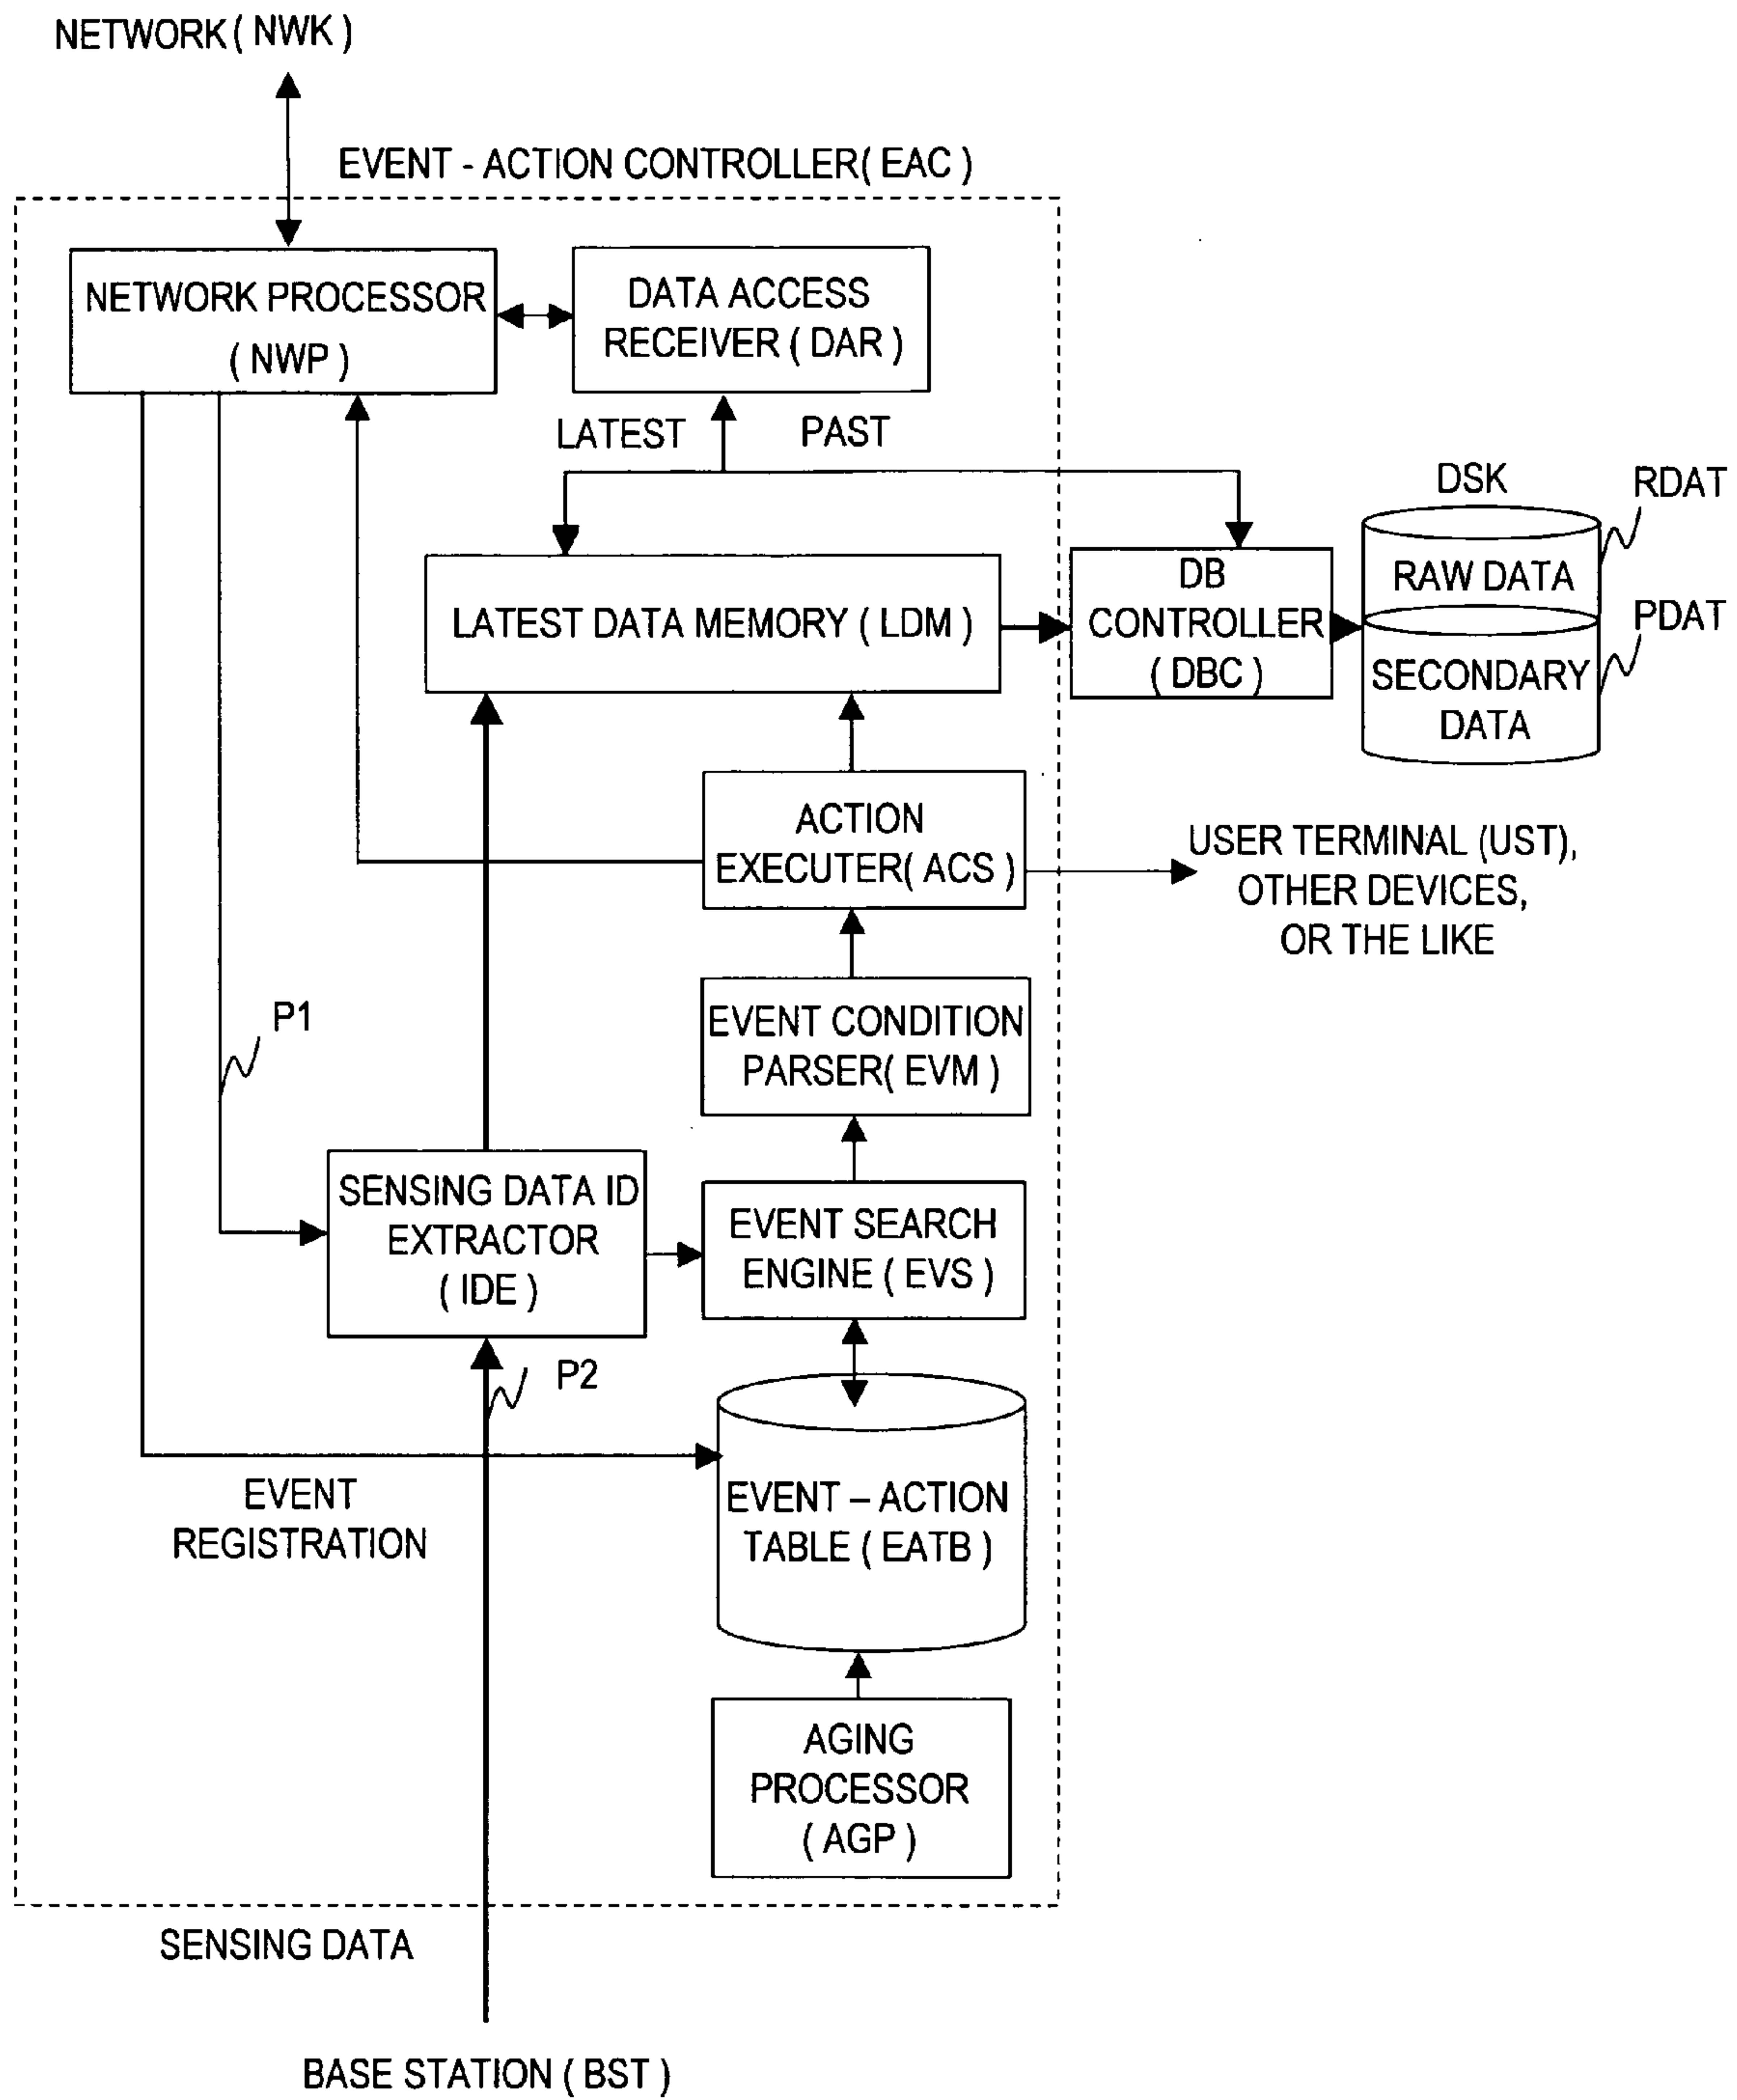 NETWORK ( NWK )
EVENT - ACTION CONTROLLER( EAC )
NETWORK PROCESSOR
( NWP )
DATA ACCESS
RECEIVER ( DAR )
LATEST
PAST
DSK
RDAT
RAW DATA
PDAT
SECONDARY
DATA
LATEST DATA MEMORY ( LDM )
DB
CONTROLLER
( DBC )
ACTION
EXECUTER( ACS )
USER TERMINAL (UST),
OTHER DEVICES,
OR THE LIKE
P1
EVENT CONDITION
PARSER( EVM )
SENSING DATA ID
EXTRACTOR
( IDE )
EVENT SEARCH
ENGINE ( EVS )
P2
EVENT
REGISTRATION
EVENT – ACTION
TABLE ( EATB )
AGING
PROCESSOR
( AGP )
SENSING DATA
BASE STATION ( BST )